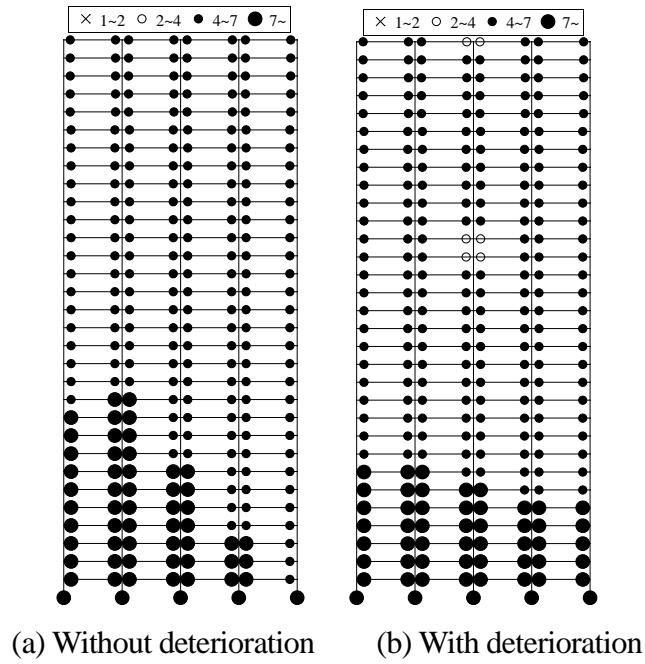 × 1~2 ○ 2~4 ● 4~7 ● 7~
× 1~2 ○ 2~4 ● 4~7 ● 7~
(a) Without deterioration
(b) With deterioration